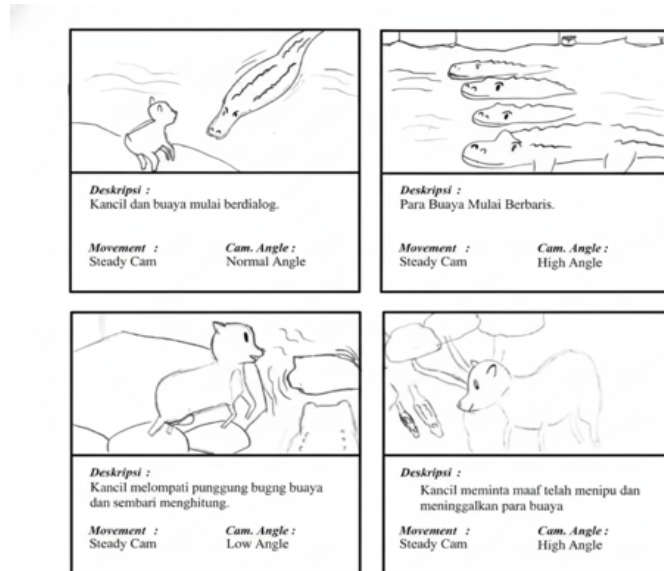 Deskripsi :
Kancil dan buaya mulai berdialog.
Movement : Cam. Angle :
Steady Cam Normal Angle
Deskripsi :
Para Buaya Mulai Berbaris.
Movement : Cam. Angle :
Steady Cam High Angle
Deskripsi :
Kancil melompati punggung bugng buaya
dan sembari menghitung.
Movement : Cam. Angle :
Steady Cam Low Angle
Deskripsi :
Kancil meminta maaf telah menipu dan
meninggalkan para buaya
Movement : Cam. Angle :
Steady Cam High Angle